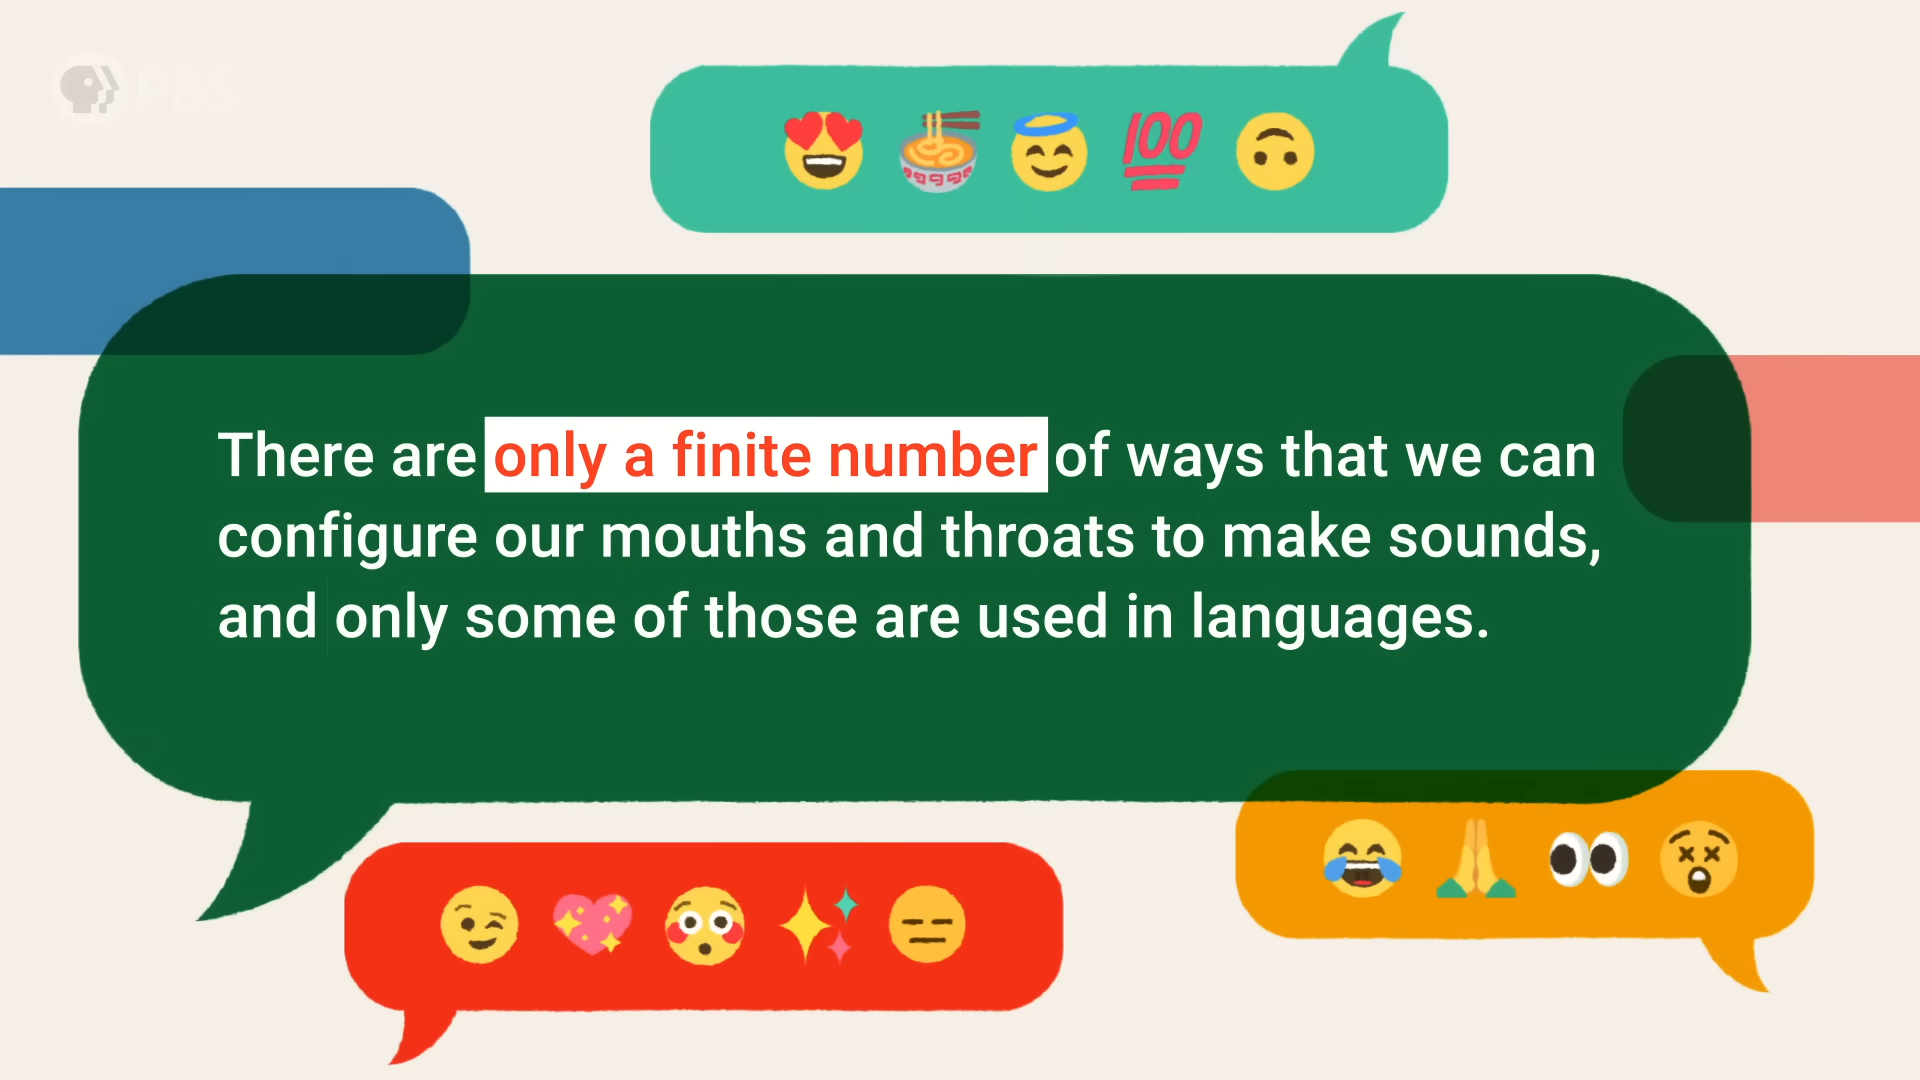 PBS
💯
There are only a finite number of ways that we can
configure our mouths and throats to make sounds,
and only some of those are used in languages.